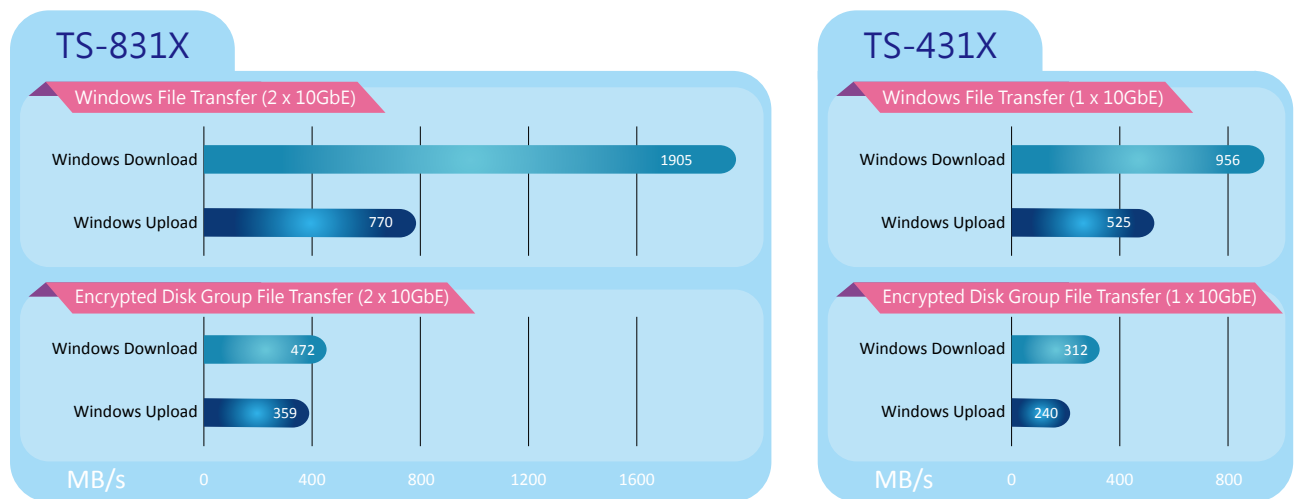 TS-831X
Windows File Transfer (2 x 10GbE)
Windows Download
1905
Windows Upload
770
Encrypted Disk Group File Transfer (2 x 10GbE)
Windows Download
472
Windows Upload
359
MB/s 0 400 800 1200 1600
TS-431X
Windows File Transfer (1 x 10GbE)
Windows Download
956
Windows Upload
525
Encrypted Disk Group File Transfer (1 x 10GbE)
Windows Download
312
Windows Upload
240
MB/s 0 400 800